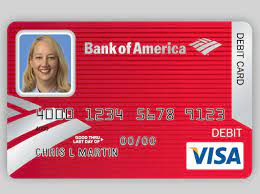 Bank of America
DEBIT CARD
4000 1234 5678 9123
GOOD THRU
LAST DAY OF
00/00
CHRIS L MARTIN
DEBIT
VISA